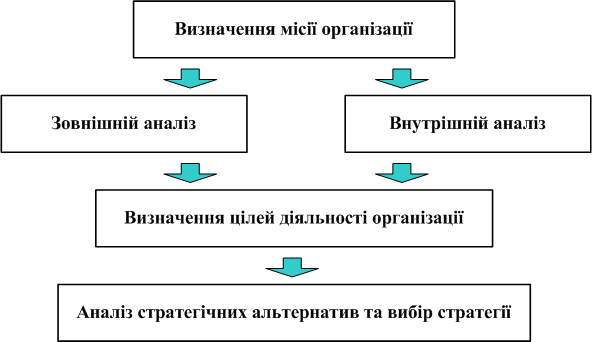 Визначення місії організації
Зовнішній аналіз
Внутрішній аналіз
Визначення цілей діяльності організації
Аналіз стратегічних альтернатив та вибір стратегії